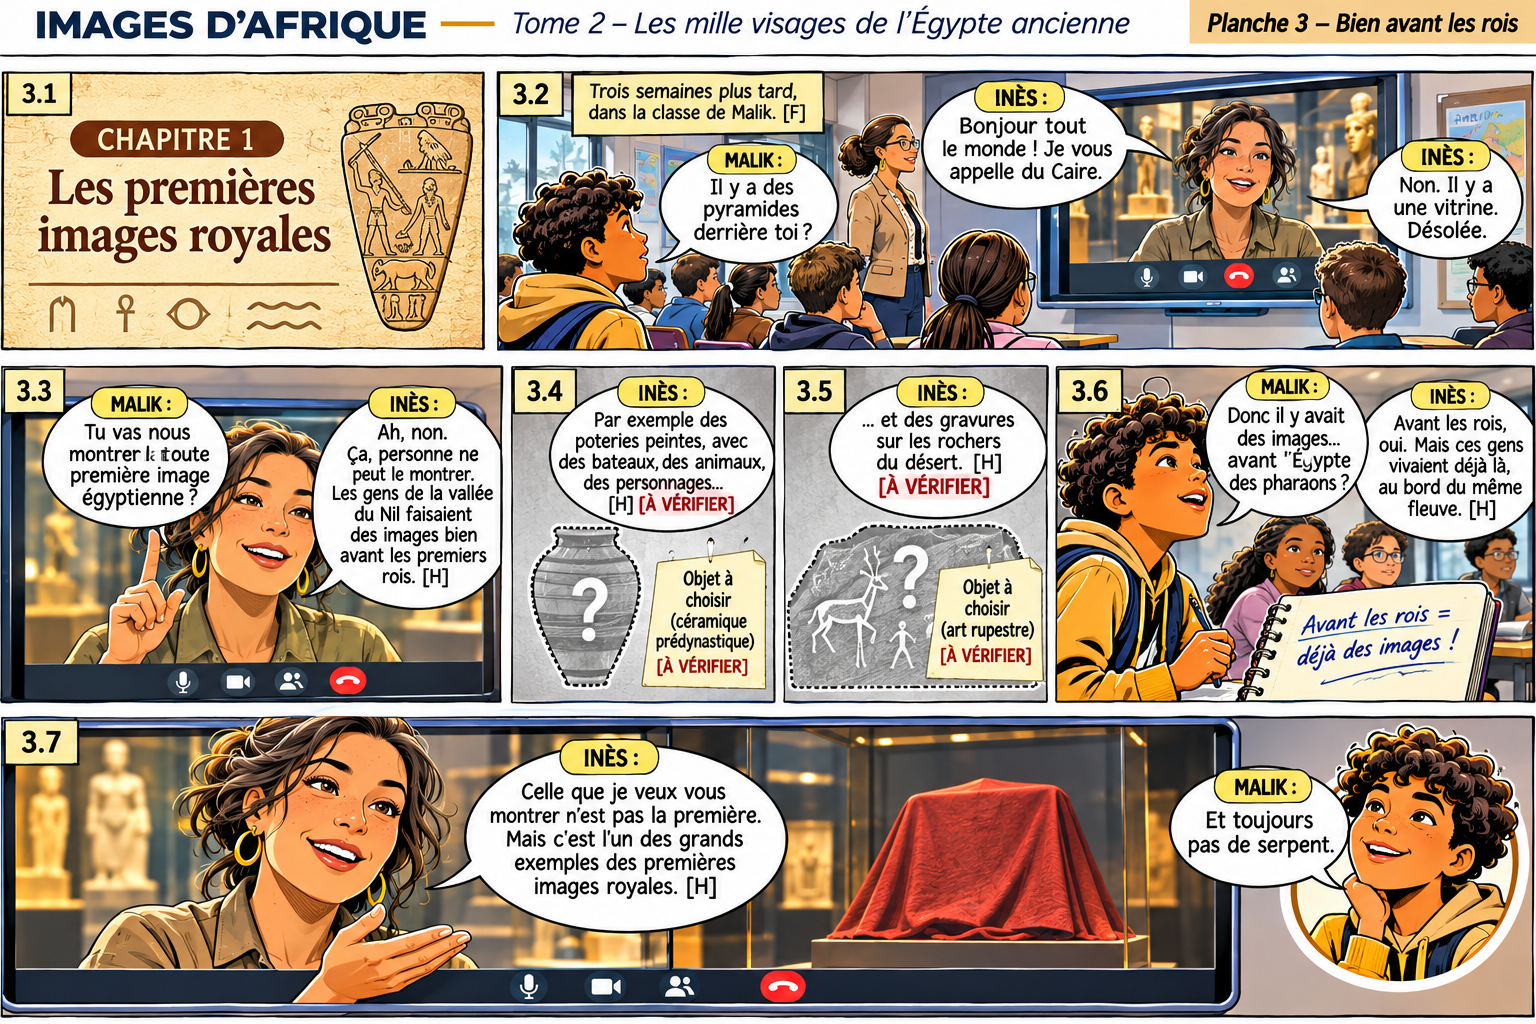 IMAGES D'AFRIQUE
Tome 2 – Les mille visages de l'Égypte ancienne
Planche 3 – Bien avant les rois
3.1
CHAPITRE 1
Les premières
images royales
3.2
Trois semaines plus tard,
dans la classe de Malik. [F]
MALIK :
Il y a des
pyramides
derrière toi ?
INÈS :
Bonjour tout
le monde ! Je vous
appelle du Caire.
INÈS :
Non. Il y a
une vitrine.
Désolée.
3.3
MALIK :
Tu vas nous
montrer la toute
première image
égyptienne ?
INÈS :
Ah, non.
Ça, personne ne
peut le montrer.
Les gens de la vallée
du Nil faisaient
des images bien
avant les premiers
rois. [H]
3.4
INÈS :
Par exemple des
poteries peintes, avec
des bateaux, des animaux,
des personnages...
[H] [À VÉRIFIER]
?
Objet à
choisir
(céramique
prédynastique)
[À VÉRIFIER]
3.5
INÈS :
... et des gravures
sur les rochers
du désert. [H]
[À VÉRIFIER]
?
Objet à
choisir
(art rupestre)
[À VÉRIFIER]
3.6
MALIK :
Donc il y avait
des images...
avant "Égypte
des pharaons ?
INÈS :
Avant les rois,
oui. Mais ces gens
vivaient déjà là,
au bord du même
fleuve. [H]
Avant les rois =
déjà des images !
3.7
INÈS :
Celle que je veux vous
montrer n'est pas la première.
Mais c'est l'un des grands
exemples des premières
images royales. [H]
MALIK :
Et toujours
pas de serpent.